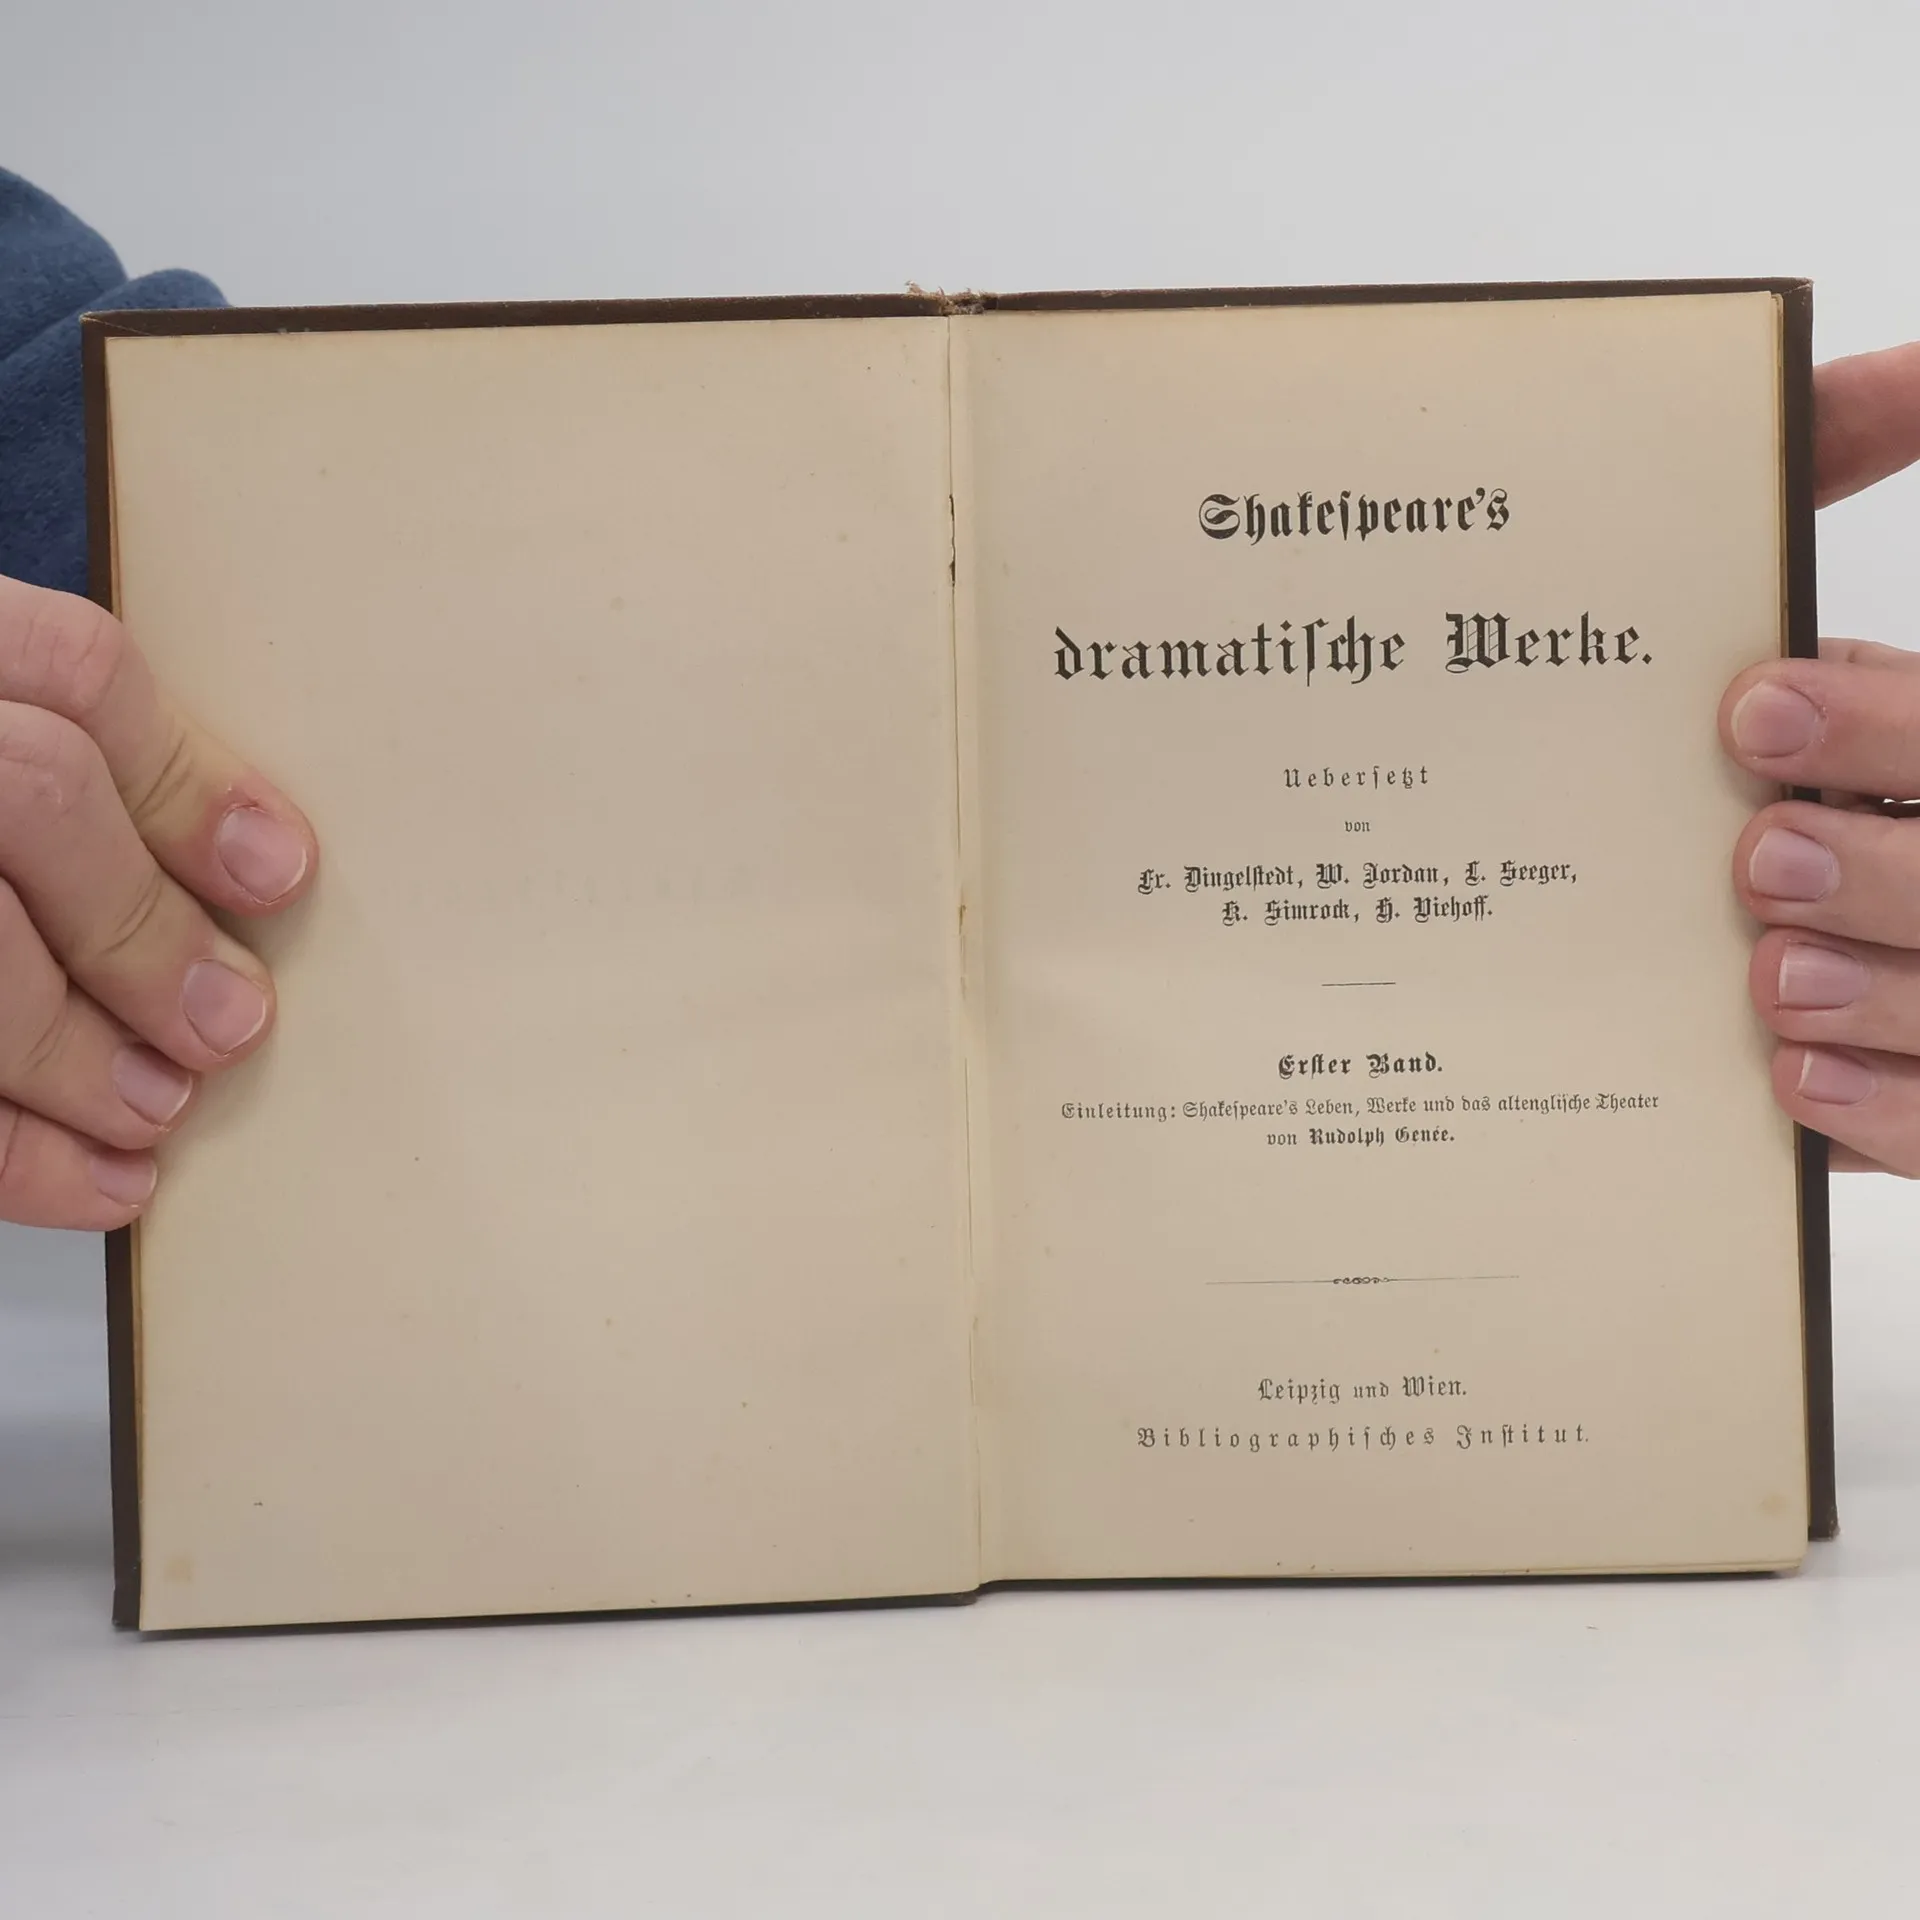 Shakeſpeare’s
dramatiſche Werke.
Ueberſetzt
von
Fr. Dingelſtedt, W. Jordan, L. Seeger,
K. Simrock, H. Viehoff.
Erſter Band.
Einleitung: Shakeſpeare’s Leben, Werke und das altengliſche Theater
von Rudolph Genée.
Leipzig und Wien.
Bibliographiſches Inſtitut.